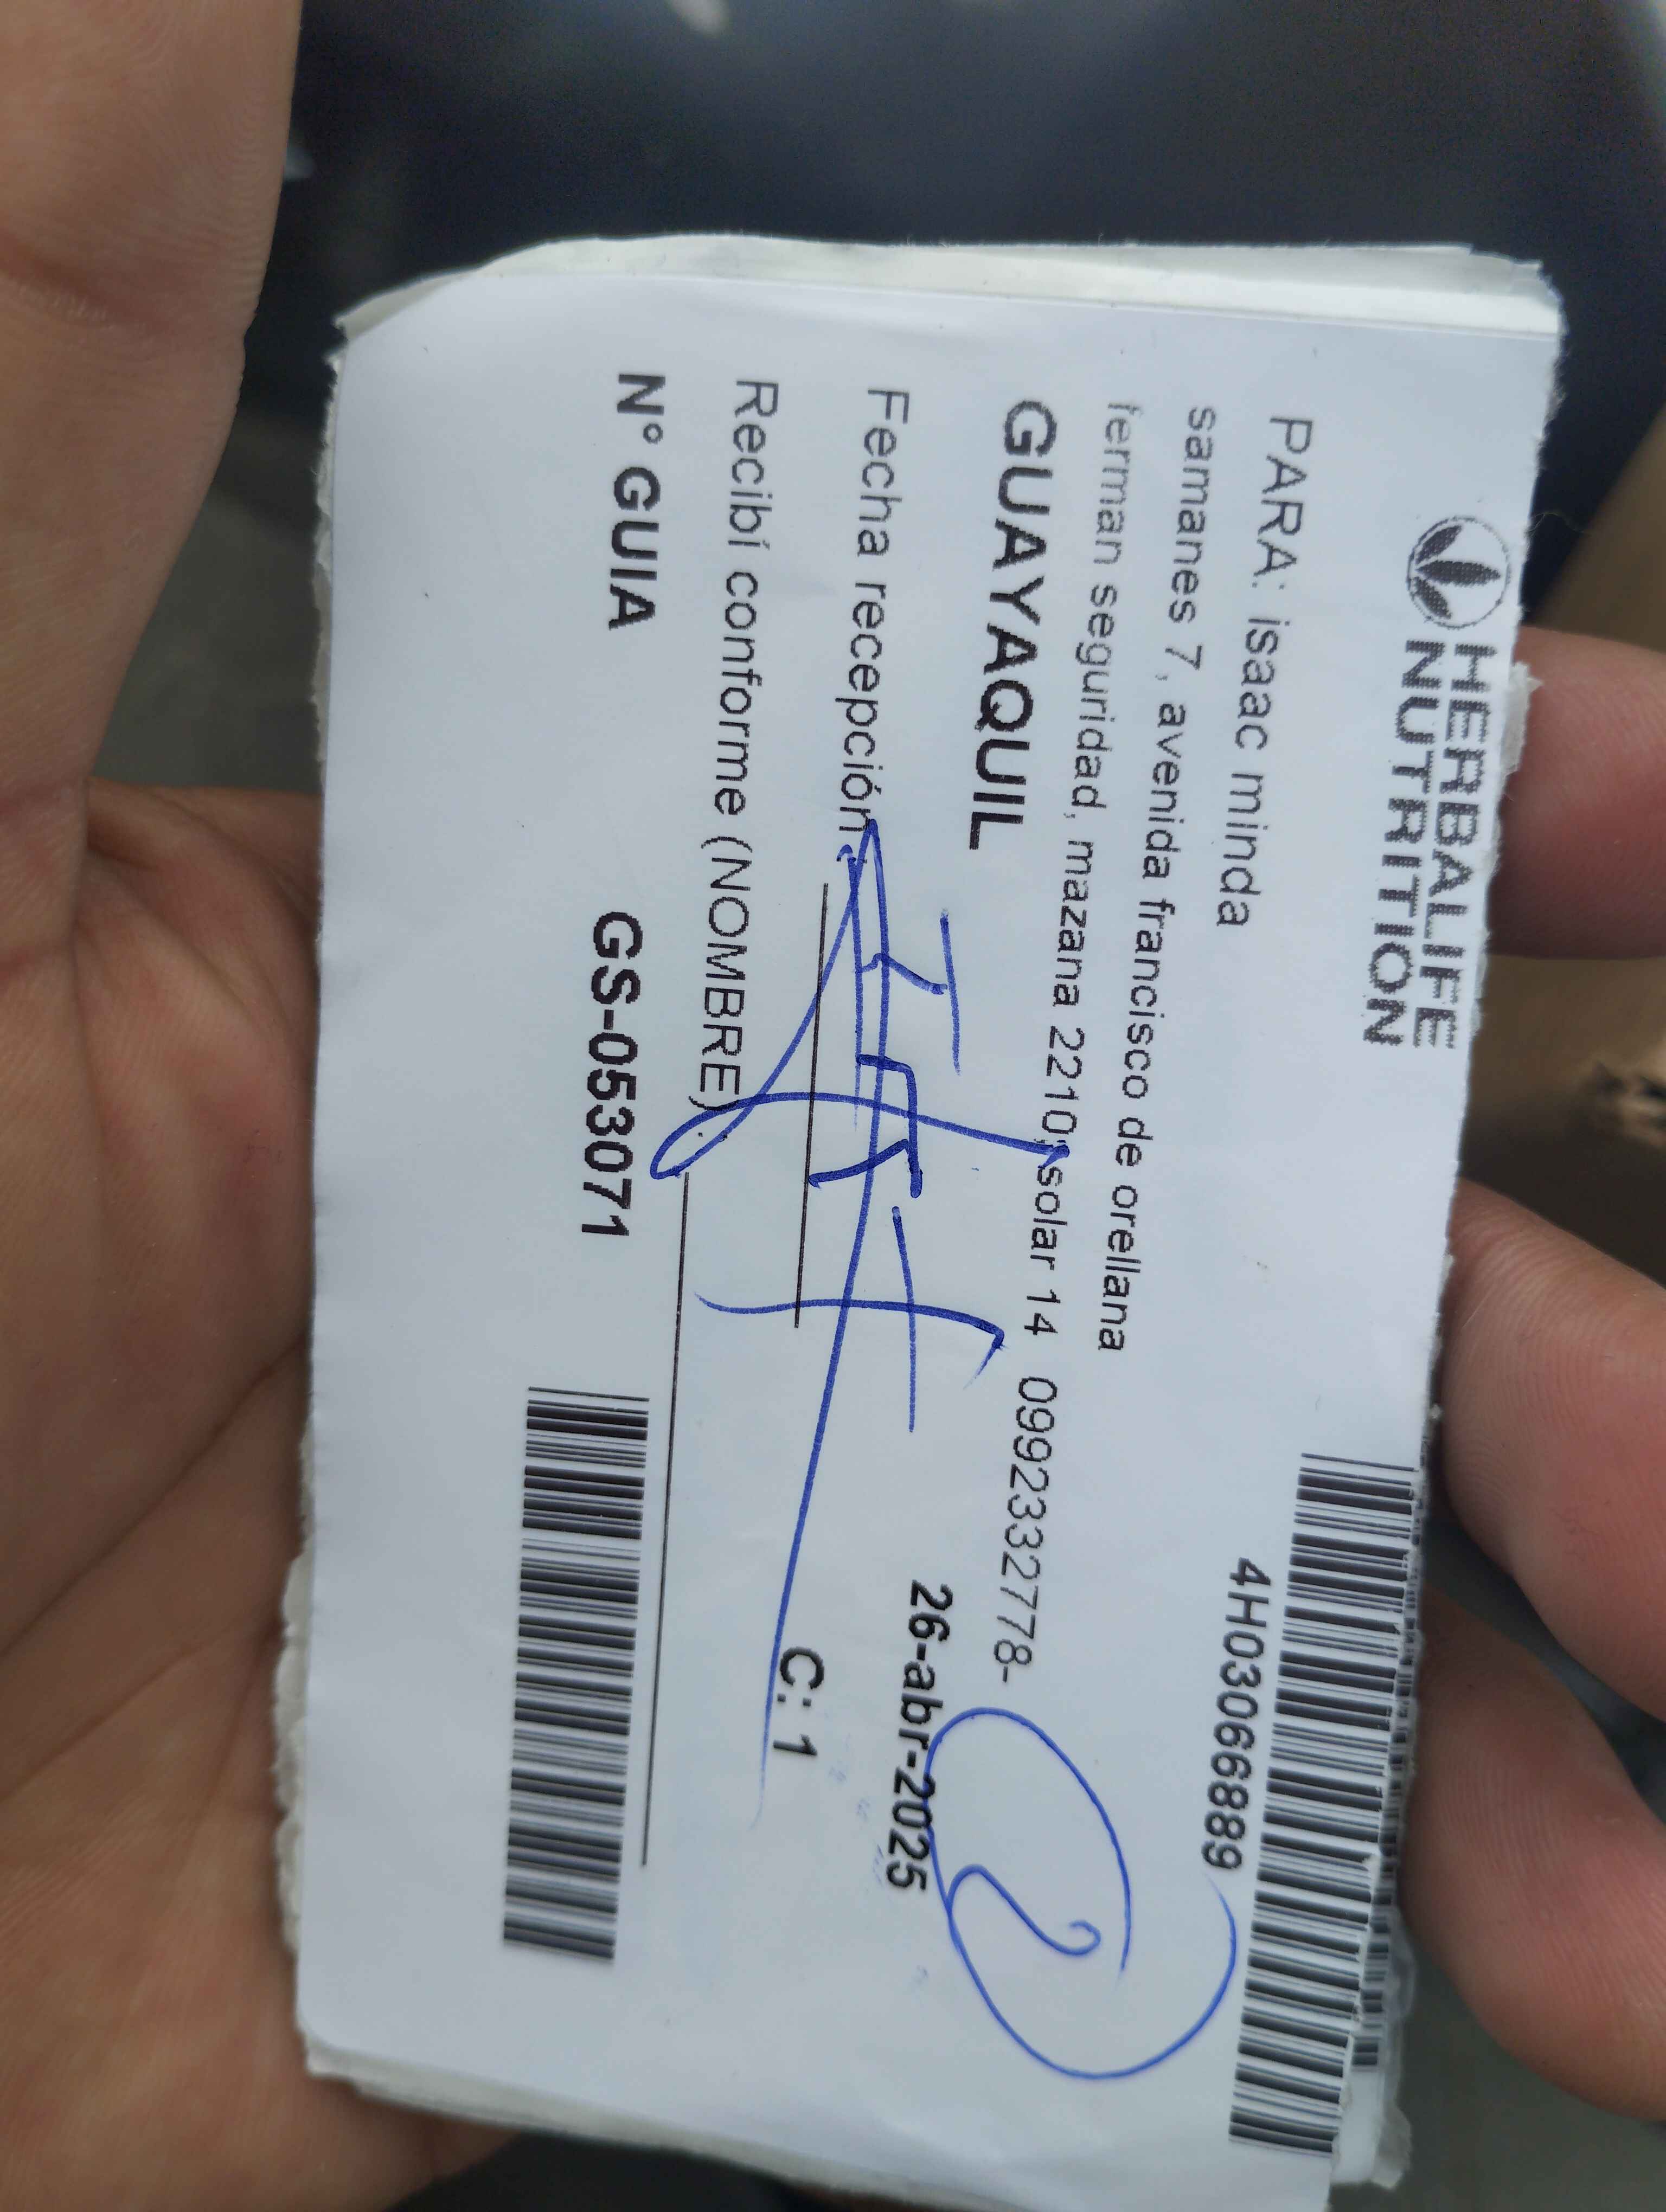 HERBALIFE
NUTRITION
4H03066889
PARA: isaac minda
samanes 7, avenida francisco de orellana
ferman seguridad, mazana 2210, solar 14 0992332778-
2
GUAYAQUIL
26-abr-2025
Fecha recepción
C: 1
Recibí conforme (NOMBRE)
N° GUIA GS-053071